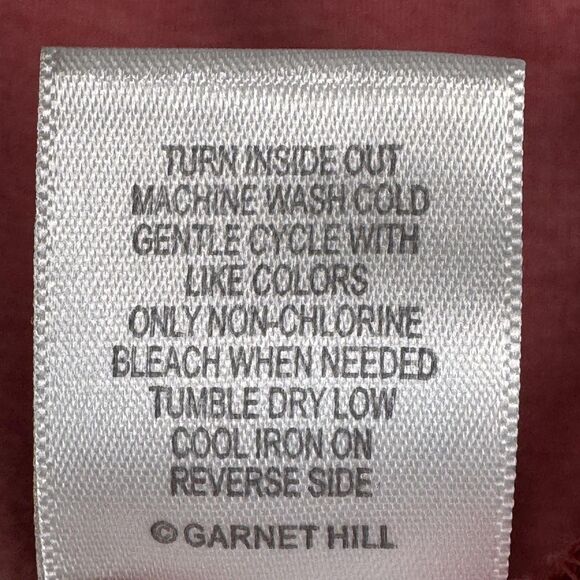 TURN INSIDE OUT
MACHINE WASH COLD
GENTLE CYCLE WITH
LIKE COLORS
ONLY NON-CHLORINE
BLEACH WHEN NEEDED
TUMBLE DRY LOW
COOL IRON ON
REVERSE SIDE
© GARNET HILL